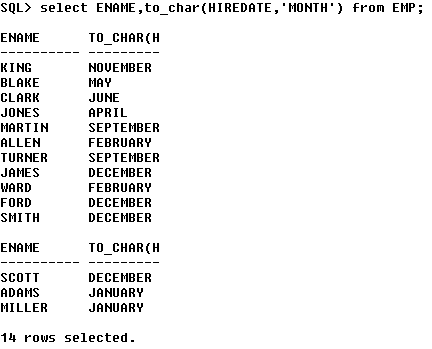 SQL> select ENAME,to_char(HIREDATE,'MONTH') from EMP;
ENAME      TO_CHAR(H
---------- ---------
KING       NOVEMBER
BLAKE      MAY
CLARK      JUNE
JONES      APRIL
MARTIN     SEPTEMBER
ALLEN      FEBRUARY
TURNER     SEPTEMBER
JAMES      DECEMBER
WARD       FEBRUARY
FORD       DECEMBER
SMITH      DECEMBER
ENAME      TO_CHAR(H
---------- ---------
SCOTT      DECEMBER
ADAMS      JANUARY
MILLER     JANUARY
14 rows selected.